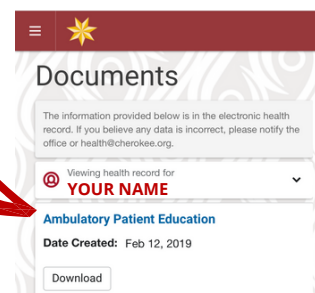 Documents
The information provided below is in the electronic health
record. If you believe any data is incorrect, please notify the
office or health@cherokee.org.
Viewing health record for
YOUR NAME
Ambulatory Patient Education
Date Created: Feb 12, 2019
Download